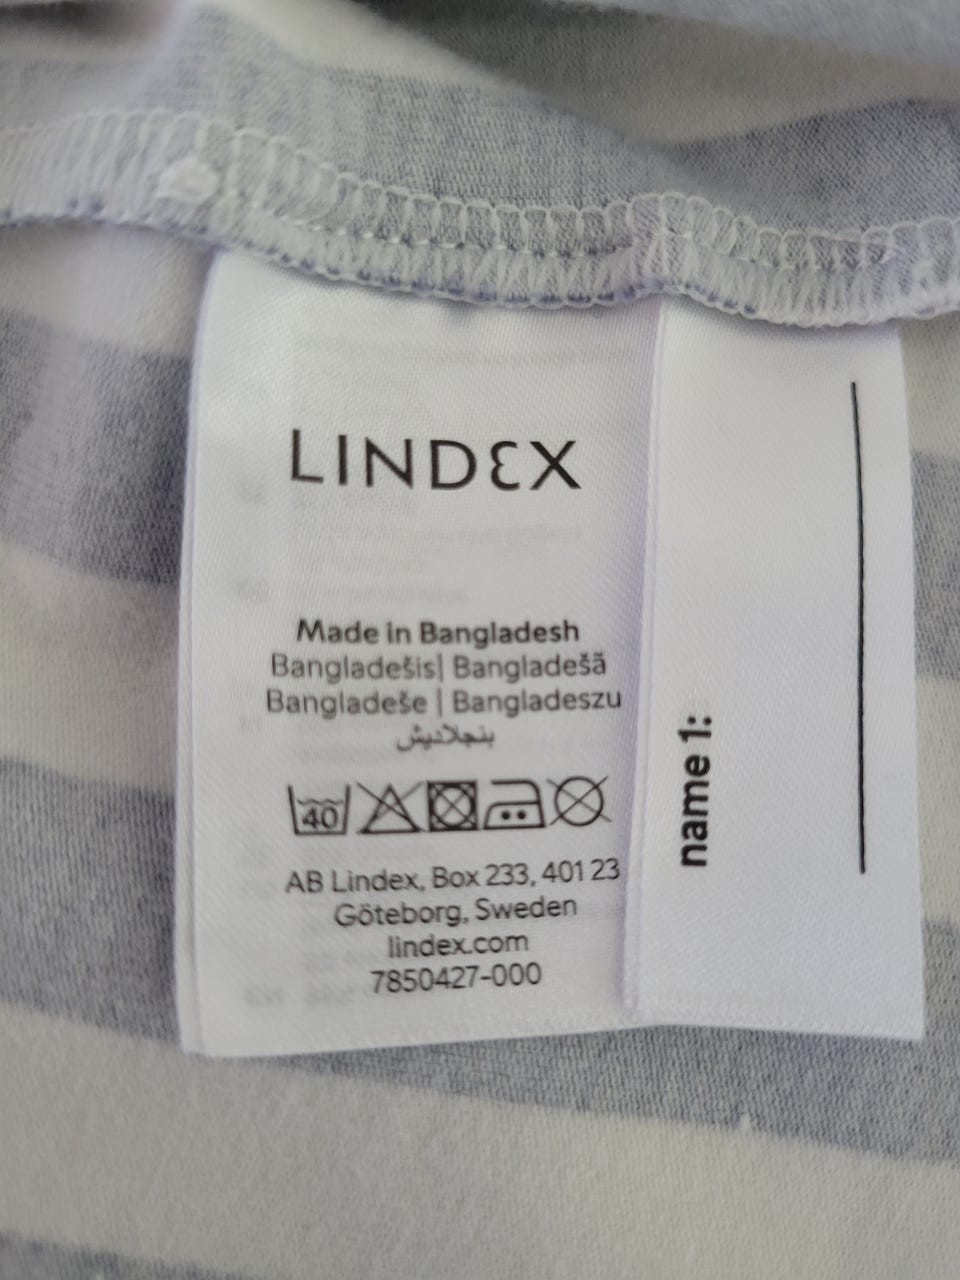 LINDEX
Made in Bangladesh
Bangladešis| Bangladešā
Bangladeše | Bangladeszu
بنجلاديش
40
AB Lindex, Box 233, 401 23
Göteborg, Sweden
lindex.com
7850427-000
name 1: